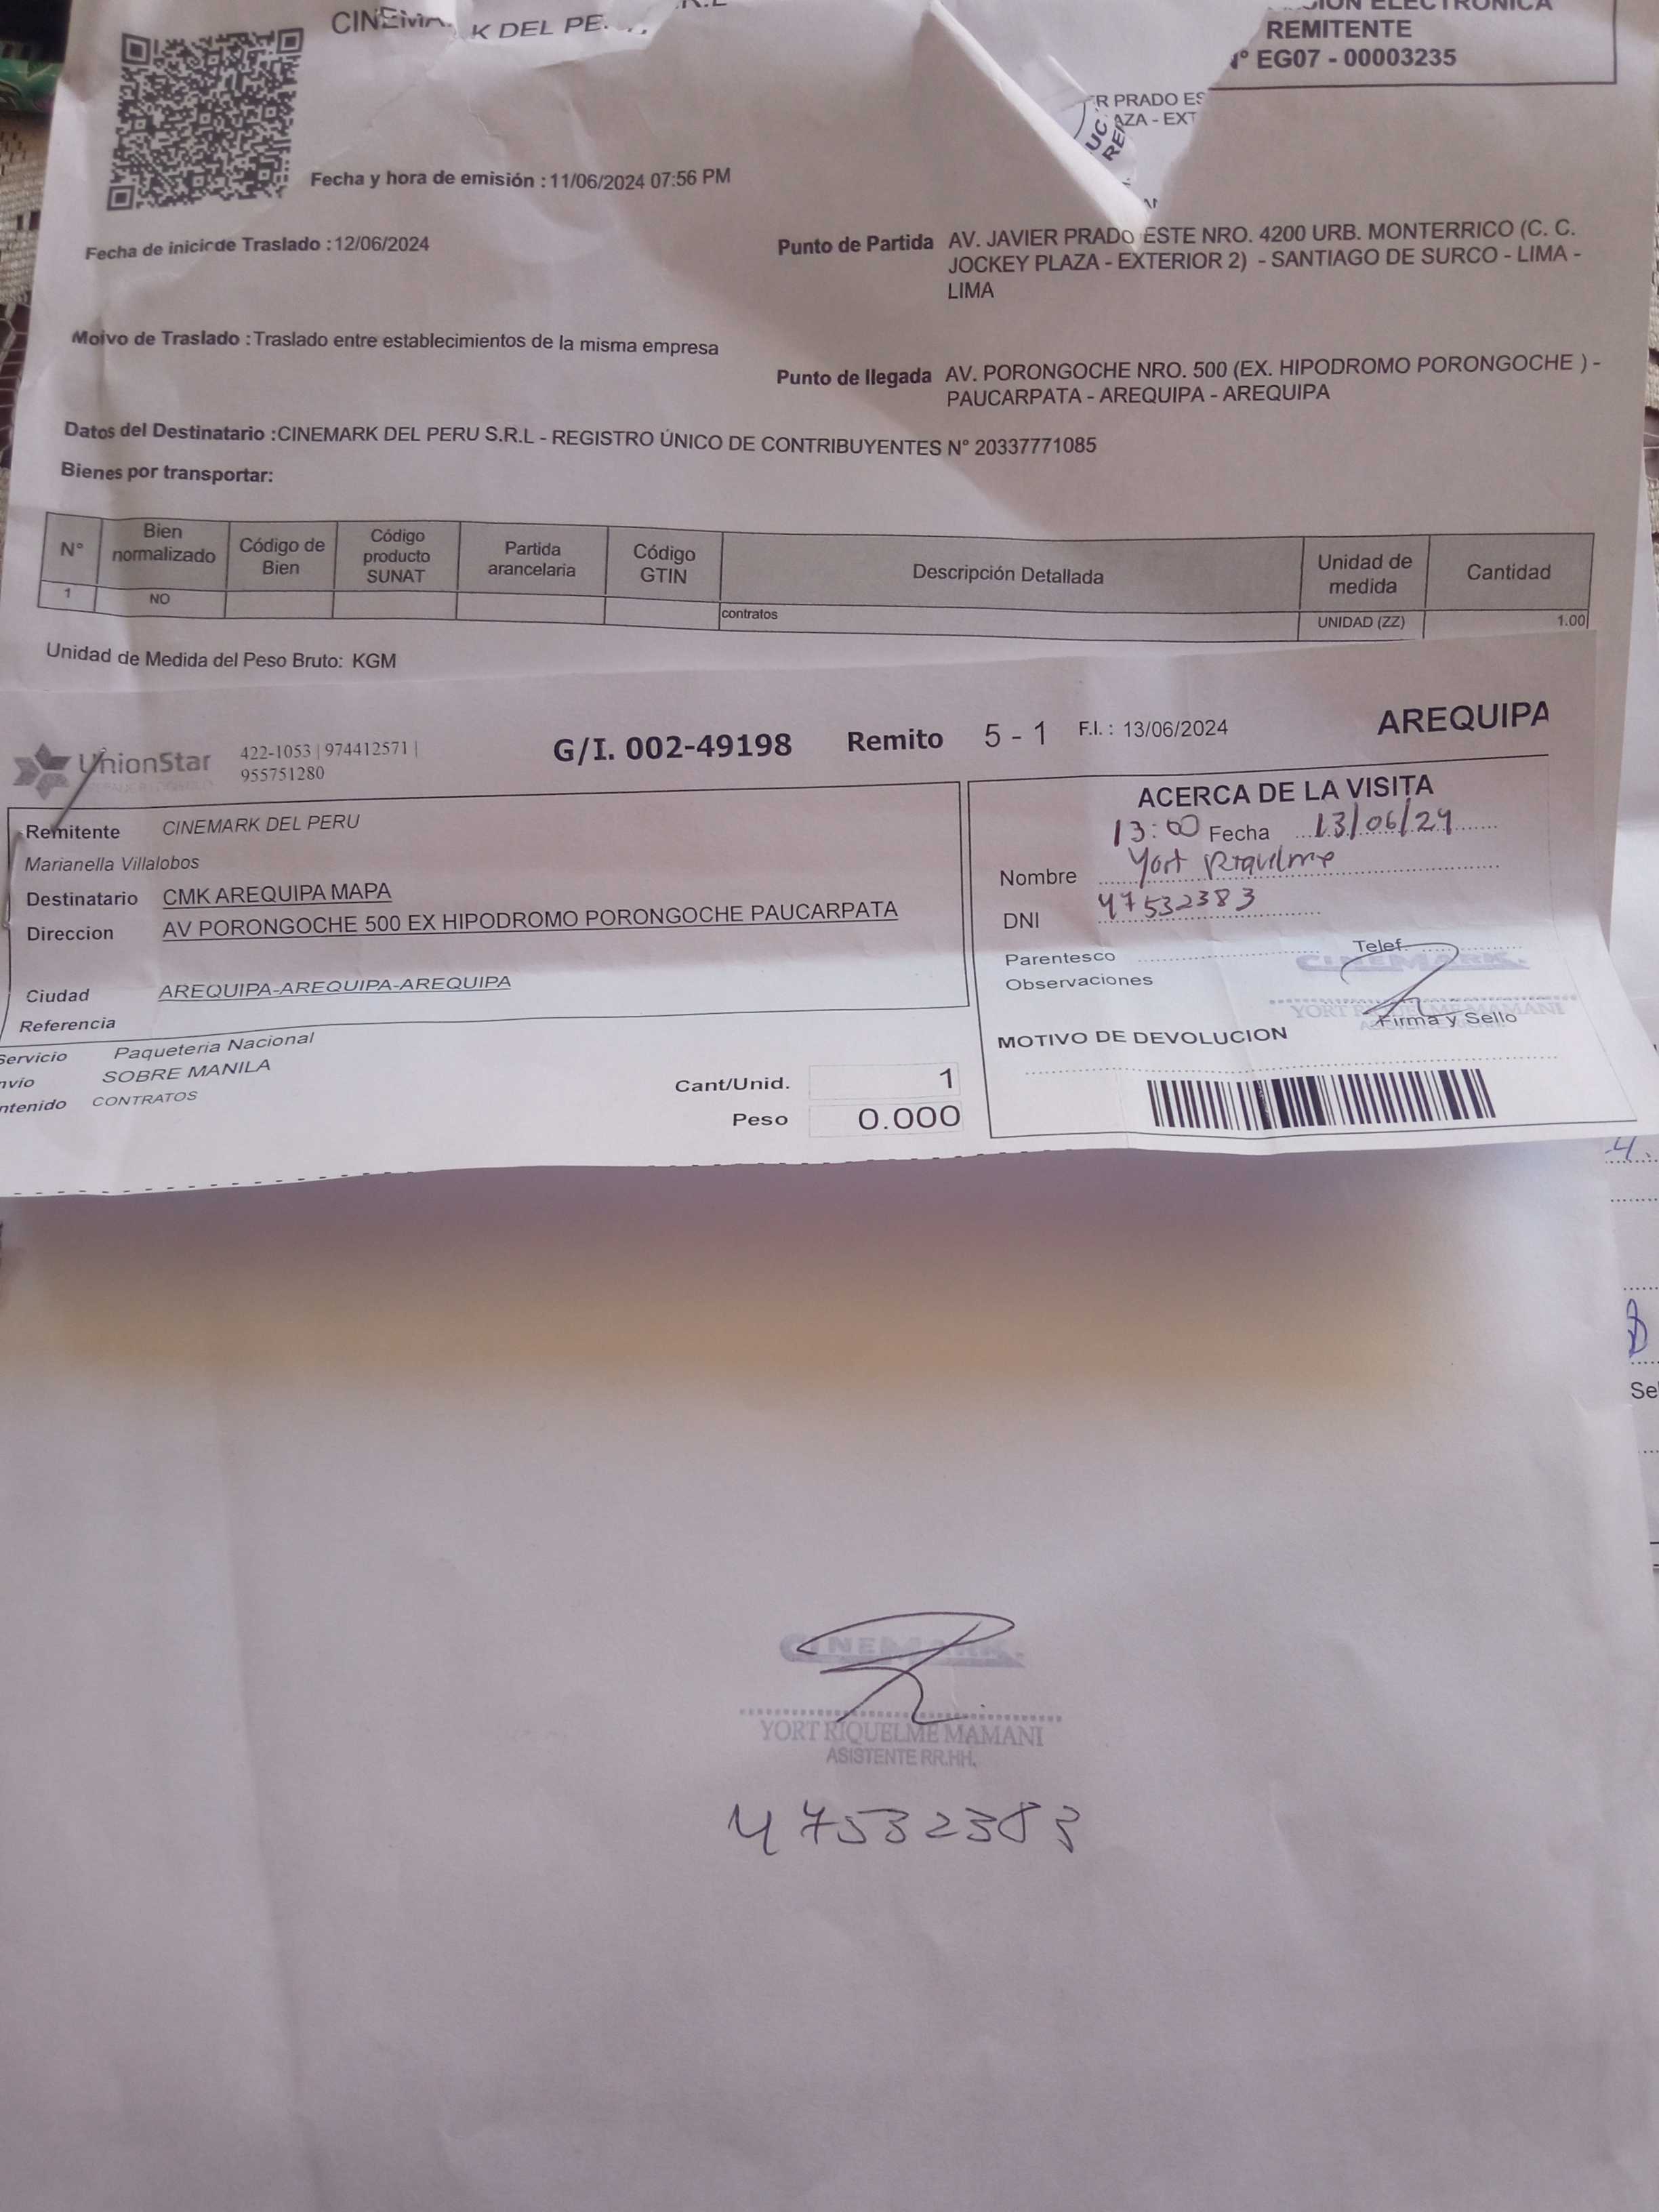 K DEL PE
REMITENTE
N° EG07 - 00003235
R PRADO ES
AZA - EXT
Fecha y hora de emisión : 11/06/2024 07:56 PM
Fecha de inicirde Traslado : 12/06/2024
Punto de Partida AV. JAVIER PRADO ESTE NRO. 4200 URB. MONTERRICO (C. C.
JOCKEY PLAZA - EXTERIOR 2) - SANTIAGO DE SURCO - LIMA -
LIMA
Moivo de Traslado : Traslado entre establecimientos de la misma empresa
Punto de llegada AV. PORONGOCHE NRO. 500 (EX. HIPODROMO PORONGOCHE ) -
PAUCARPATA - AREQUIPA - AREQUIPA
Datos del Destinatario :CINEMARK DEL PERU S.R.L - REGISTRO ÚNICO DE CONTRIBUYENTES N° 20337771085
Bienes por transportar:
N° Bien normalizado Código de Bien Código producto SUNAT Partida arancelaria Código GTIN Descripción Detallada Unidad de medida Cantidad
1 NO contratos UNIDAD (ZZ) 1.00
Unidad de Medida del Peso Bruto: KGM
UnionStar 422-1053 | 974412571 |
955751280
G/I. 002-49198 Remito 5 - 1 F.I. : 13/06/2024 AREQUIPA
Remitente CINEMARK DEL PERU
Marianella Villalobos
Destinatario CMK AREQUIPA MAPA
Direccion AV PORONGOCHE 500 EX HIPODROMO PORONGOCHE PAUCARPATA
Ciudad AREQUIPA-AREQUIPA-AREQUIPA
Referencia
Servicio Paqueteria Nacional
nvio SOBRE MANILA
ntenido CONTRATOS
Cant/Unid. 1
Peso 0.000
ACERCA DE LA VISITA
13:00 Fecha 13/06/24
Nombre Yort Riquelme
DNI 47532383
Parentesco Telef.
Observaciones CINEMARK
YORT RIQUELME MAMANI
Firma y Sello
MOTIVO DE DEVOLUCION
Se
CINEMARK
YORT RIQUELME MAMANI
ASISTENTE RR.HH.
47532383